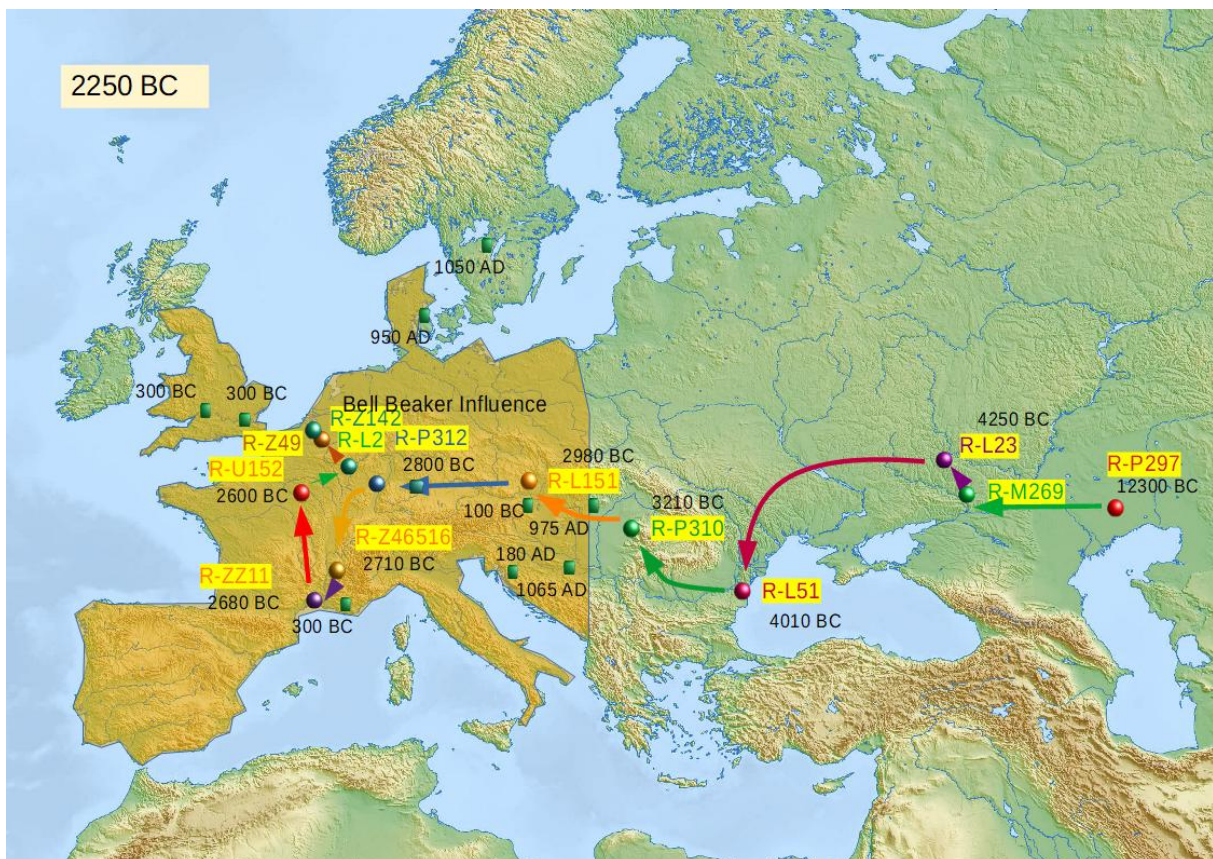 2250 BC
1050 AD
950 AD
300 BC
300 BC
Bell Beaker Influence
R-Z142
R-Z49
R-L2
R-P312
4250 BC
R-L23
R-U152
2800 BC
2980 BC
R-L151
R-P297
12300 BC
2600 BC
R-M269
100 BC
3210 BC
975 AD
R-P310
R-Z46516
2710 BC
180 AD
R-ZZ11
1065 AD
R-L51
2680 BC
300 BC
4010 BC